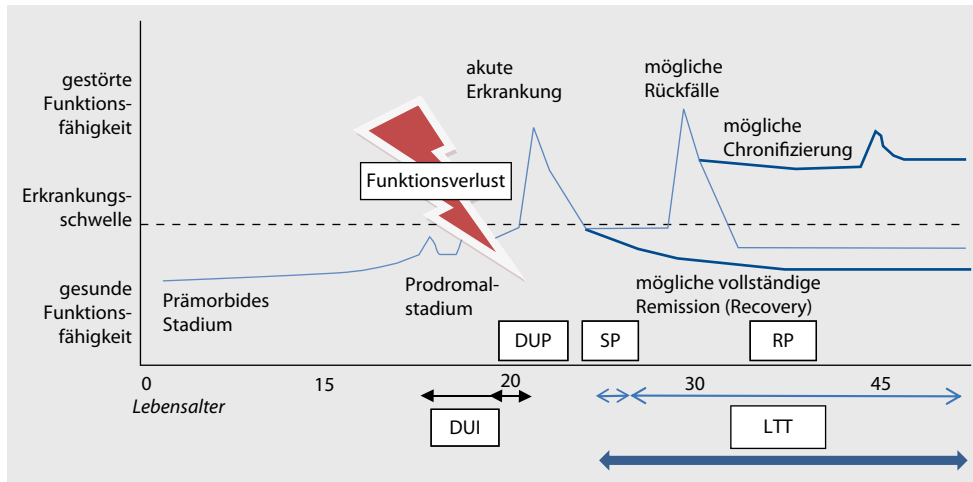 gestörte
Funktions-
fähigkeit
akute
Erkrankung
mögliche
Rückfälle
mögliche
Chronifizierung
Funktionsverlust
Erkrankungs-
schwelle
gesunde
Funktions-
fähigkeit
Prämorbides
Stadium
Prodromal-
stadium
mögliche vollständige
Remission (Recovery)
DUP
SP
RP
0
15
20
30
45
Lebensalter
DUI
LTT